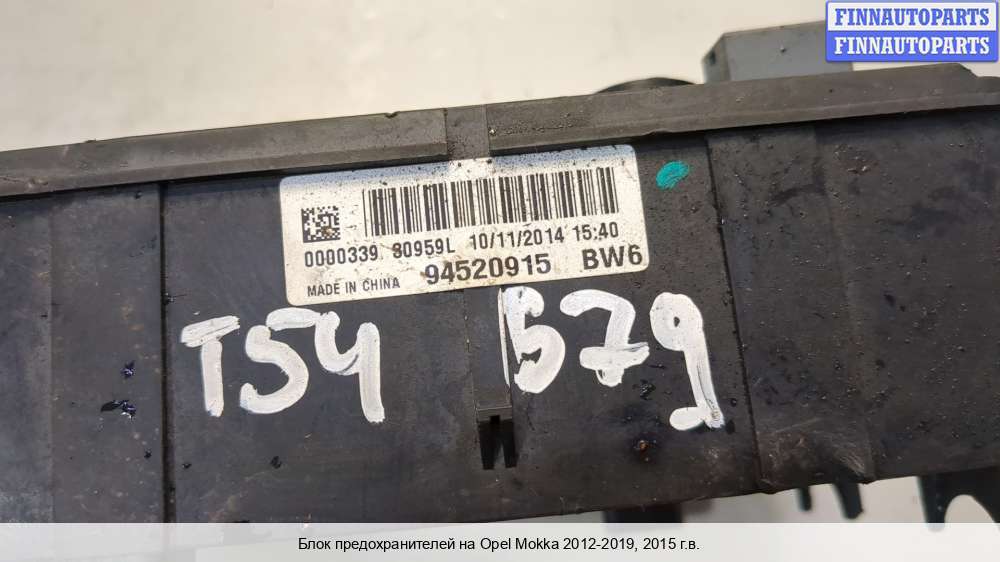 FINNAUTOPARTS
FINNAUTOPARTS
0000339 80959L 10/11/2014 15:40
94520915 BW6
MADE IN CHINA
T54 579
Блок предохранителей на Opel Mokka 2012-2019, 2015 г.в.